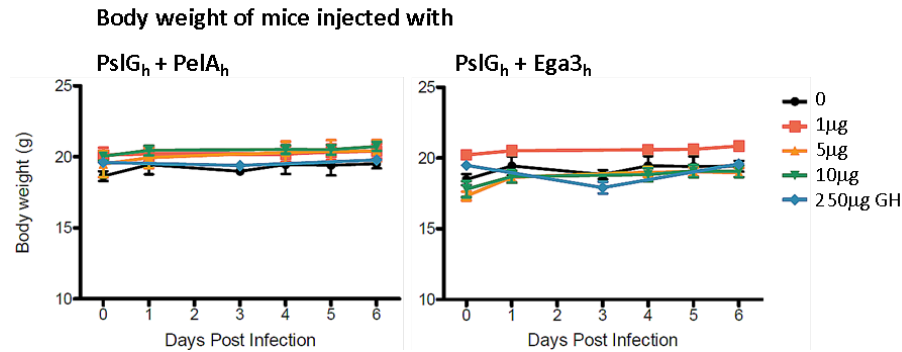 Body weight of mice injected with
PslGh + PelAh
PslGh + Ega3h
Body weight (g)
25
20
15
10
0 1 2 3 4 5 6
Days Post Infection
25
20
15
10
0 1 2 3 4 5 6
Days Post Infection
0
1μg
5μg
10μg
250μg GH